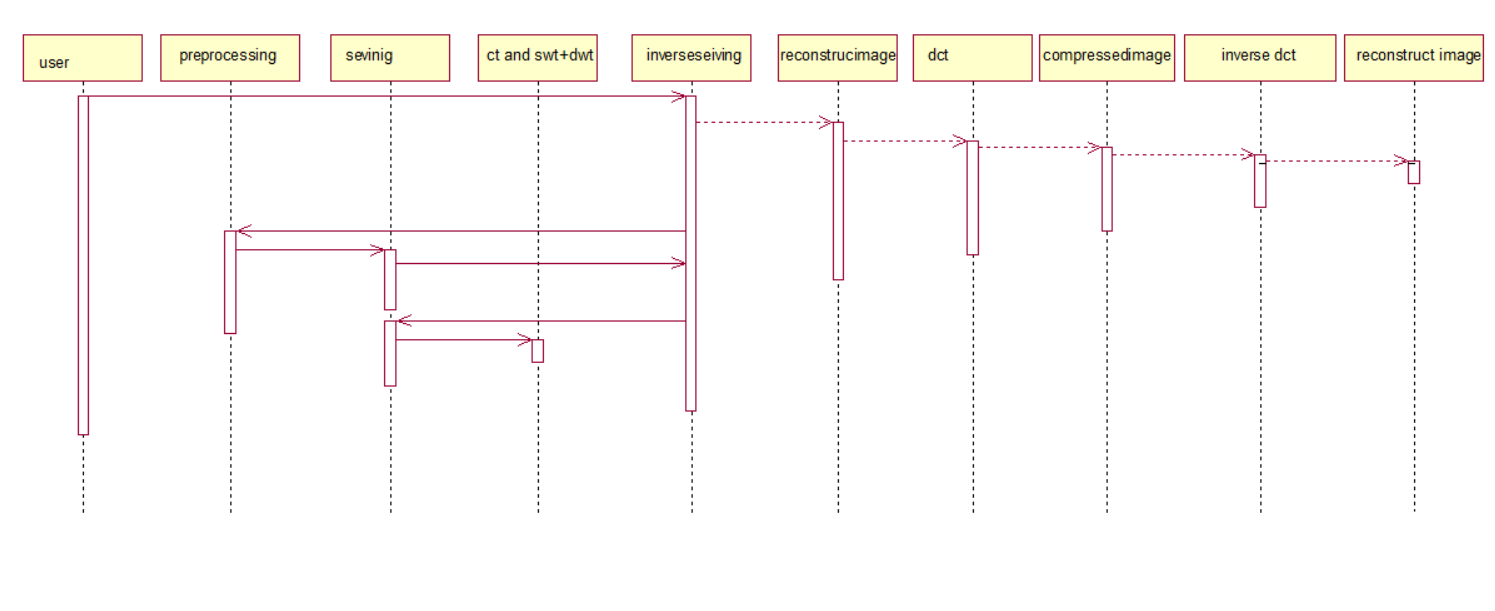 user
preprocessing
sevinig
ct and swt+dwt
inverseseiving
reconstrucimage
dct
compressedimage
inverse dct
reconstruct image